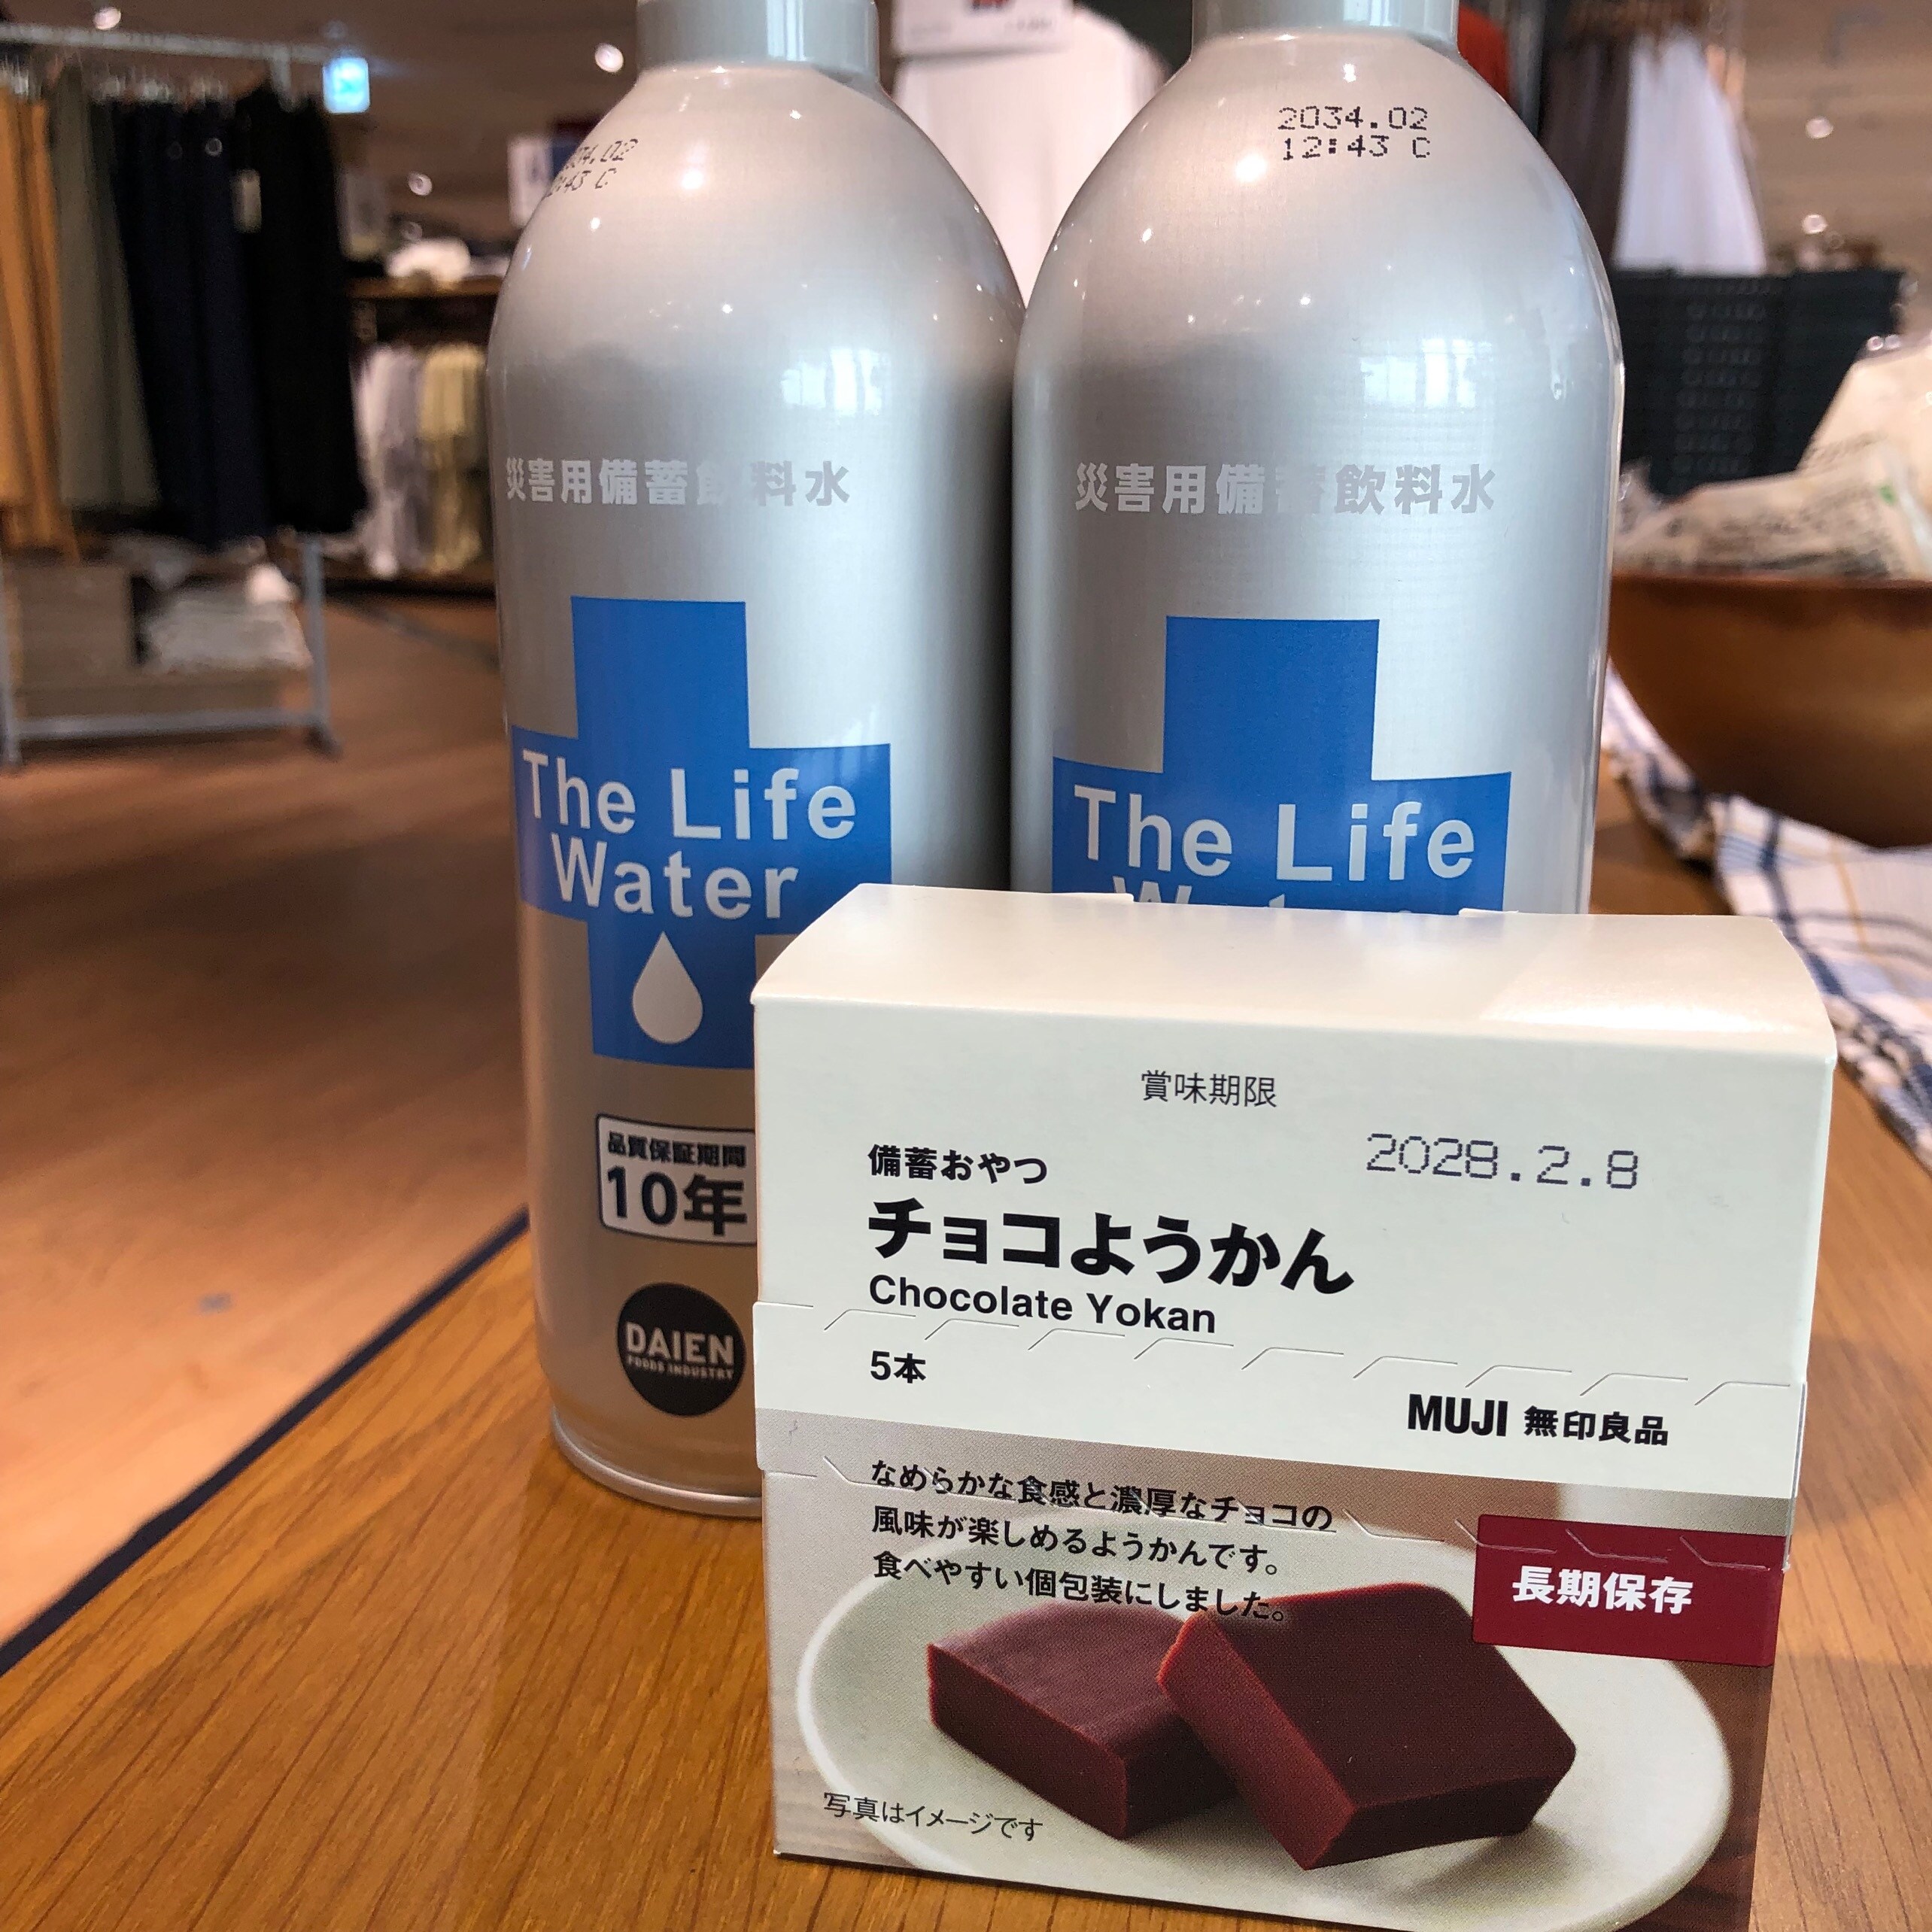 34.02
:43 C
災害用備蓄飲料水
The Life
Water
品質保証期間
10年
DAIEN
FOODS INDUSTRY
2034.02
12:43 C
災害用備蓄飲料水
The Life
賞味期限
2028.2.8
備蓄おやつ
チョコようかん
Chocolate Yokan
5本
MUJI 無印良品
なめらかな食感と濃厚なチョコの
風味が楽しめるようかんです。
食べやすい個包装にしました。
長期保存
写真はイメージです